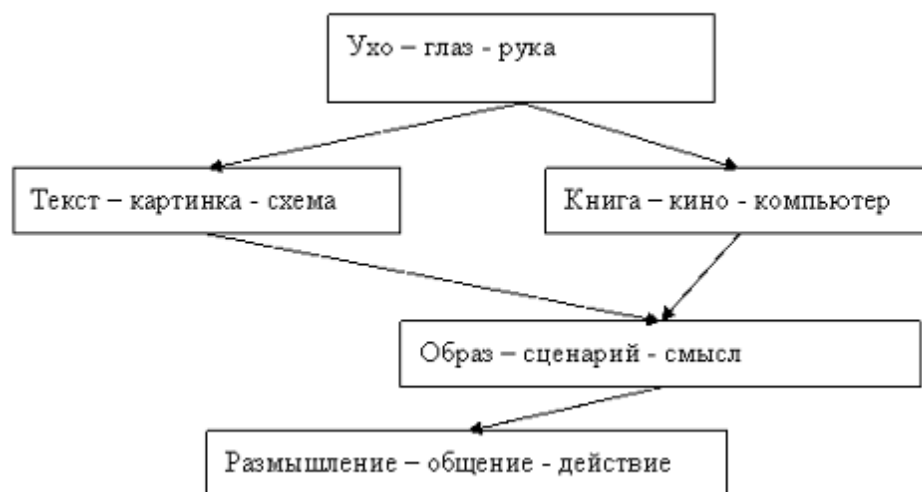 Ухо – глаз - рука
Текст – картинка - схема
Книга – кино - компьютер
Образ – сценарий - смысл
Размышление – общение - действие